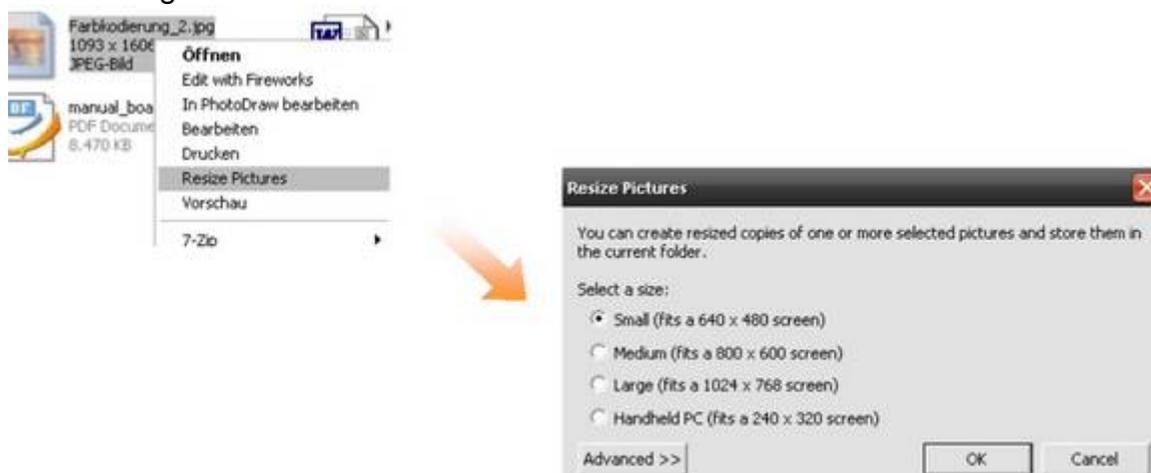 Farbkodierung_2.jpg
1093 x 1606
JPEG-Bild
manual_boa
PDF Docume
8.470 KB
Öffnen
Edit with Fireworks
In PhotoDraw bearbeiten
Bearbeiten
Drucken
Resize Pictures
Vorschau
7-Zip
Resize Pictures
You can create resized copies of one or more selected pictures and store them in
the current folder.
Select a size:
Small (fits a 640 x 480 screen)
Medium (fits a 800 x 600 screen)
Large (fits a 1024 x 768 screen)
Handheld PC (fits a 240 x 320 screen)
Advanced >>
OK
Cancel